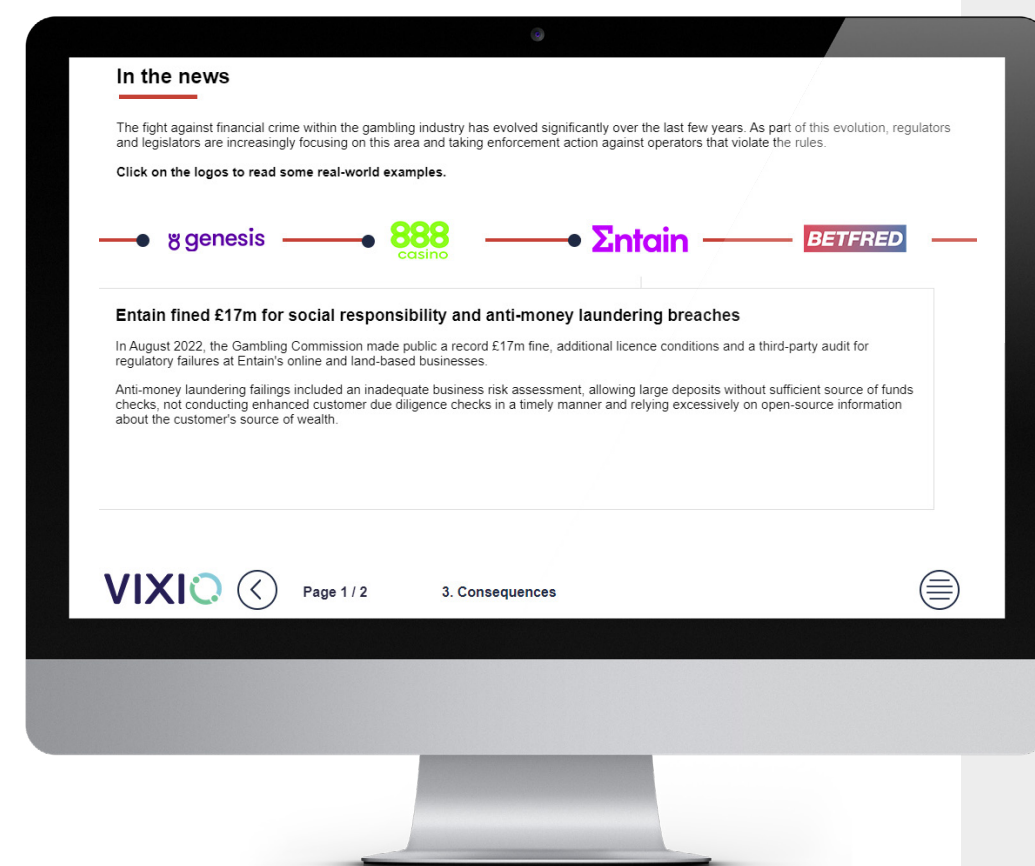 In the news
The fight against financial crime within the gambling industry has evolved significantly over the last few years. As part of this evolution, regulators
and legislators are increasingly focusing on this area and taking enforcement action against operators that violate the rules.
Click on the logos to read some real-world examples.
genesis
888
casino
Entain
BETFRED
Entain fined £17m for social responsibility and anti-money laundering breaches
In August 2022, the Gambling Commission made public a record £17m fine, additional licence conditions and a third-party audit for
regulatory failures at Entain's online and land-based businesses.
Anti-money laundering failings included an inadequate business risk assessment, allowing large deposits without sufficient source of funds
checks, not conducting enhanced customer due diligence checks in a timely manner and relying excessively on open-source information
about the customer's source of wealth.
VIXIO
Page 1 / 2
3. Consequences